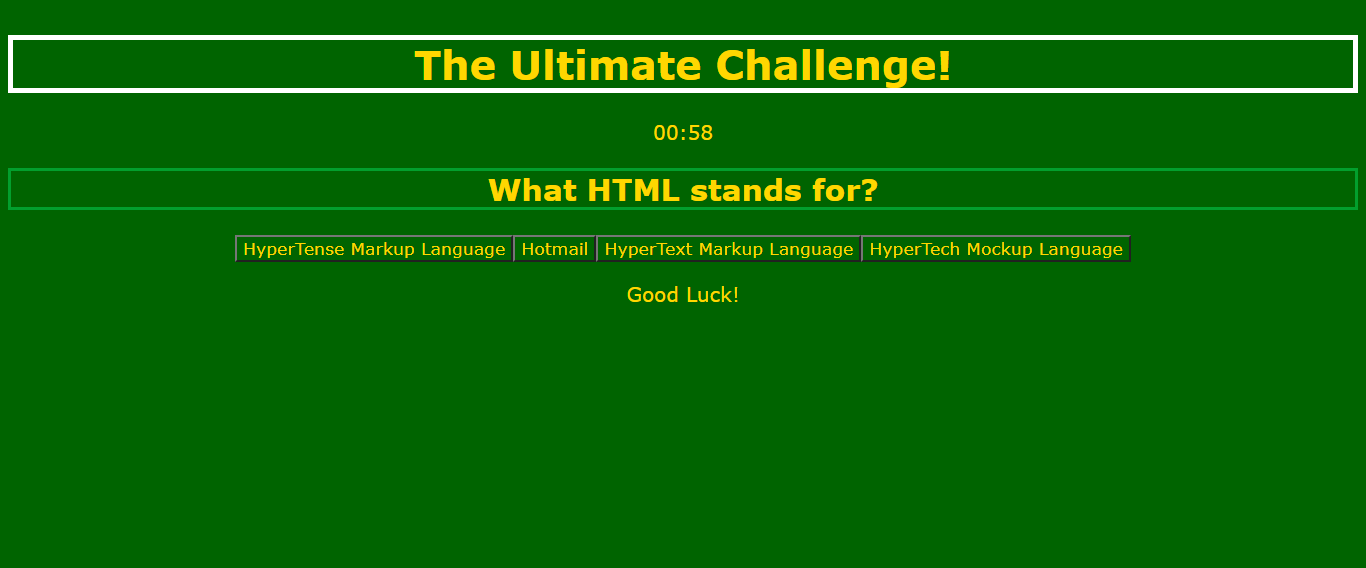 The Ultimate Challenge!
00:58
What HTML stands for?
HyperTense Markup Language Hotmail HyperText Markup Language HyperTech Mockup Language
Good Luck!